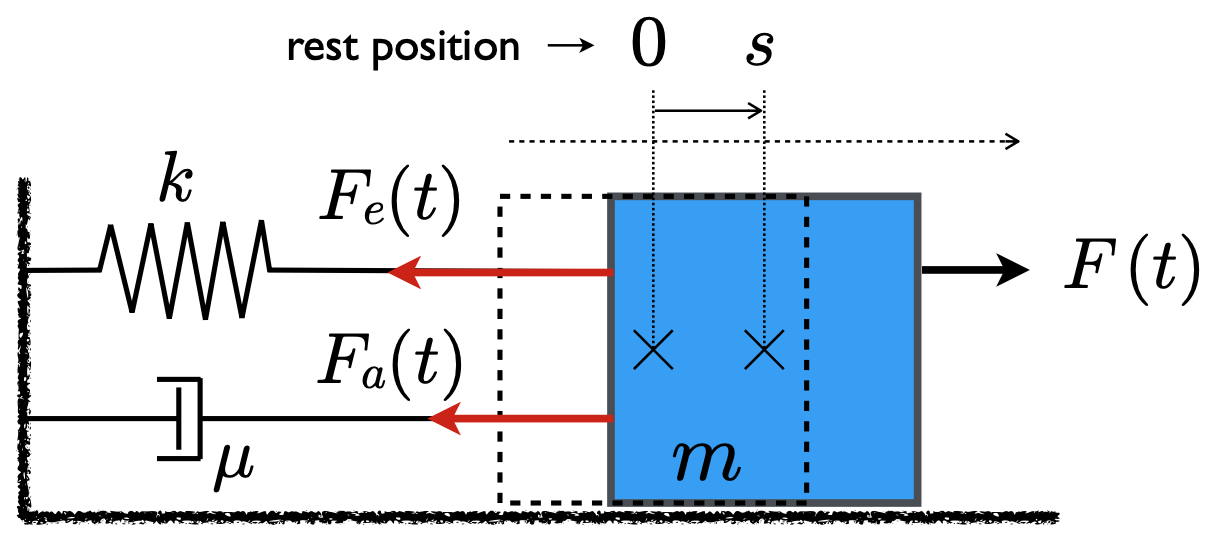 rest position → 0 s
k
F_e(t)
F(t)
F_a(t)
μ
m